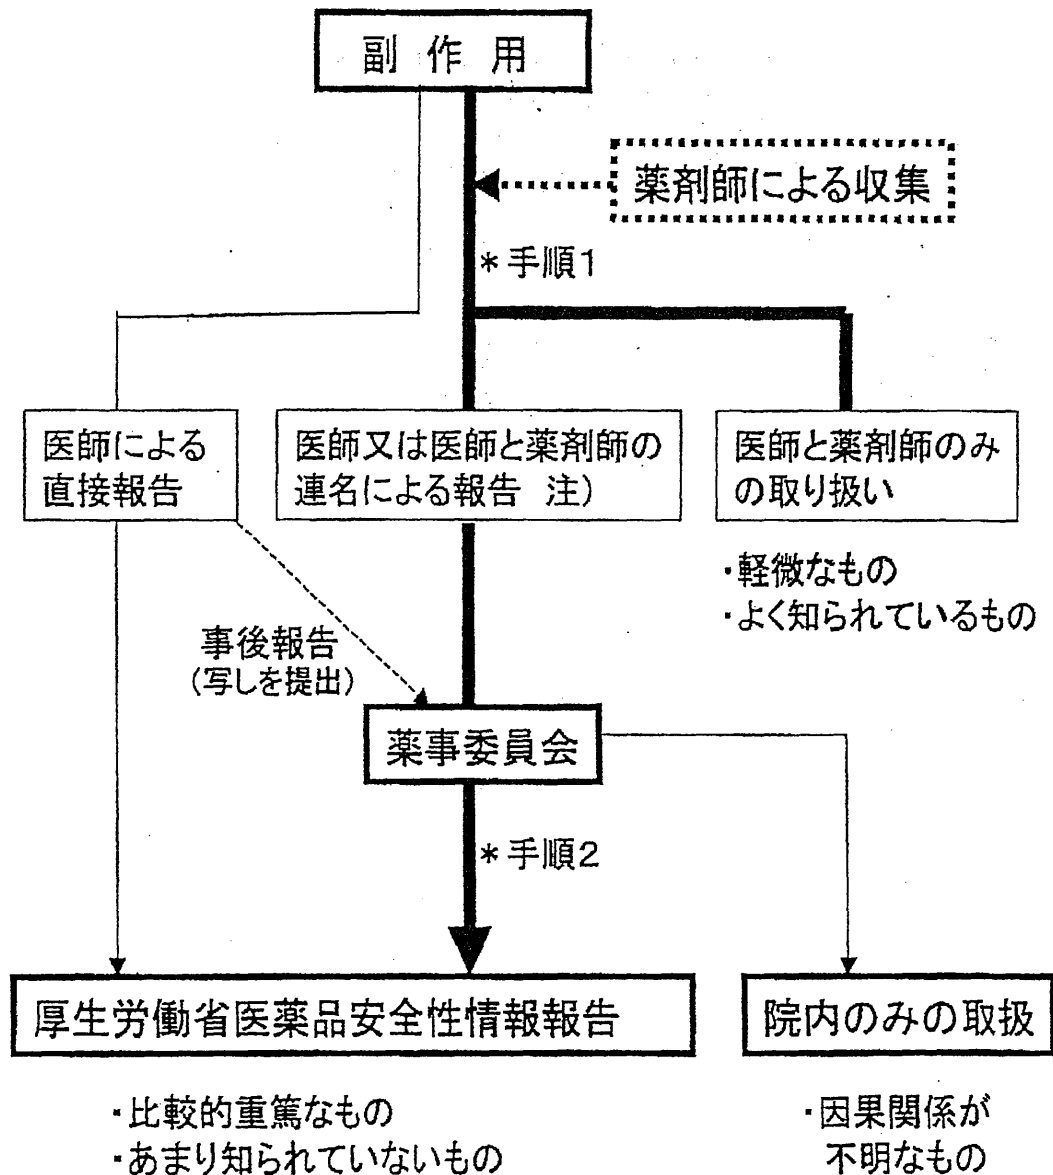 副作用
薬剤師による収集
*手順1
医師による
直接報告
医師又は医師と薬剤師の
連名による報告 注)
医師と薬剤師のみ
の取り扱い
・軽微なもの
・よく知られているもの
事後報告
(写しを提出)
薬事委員会
*手順2
厚生労働省医薬品安全性情報報告
院内のみの取扱
・比較的重篤なもの
・あまり知られていないもの
・因果関係が
不明なもの